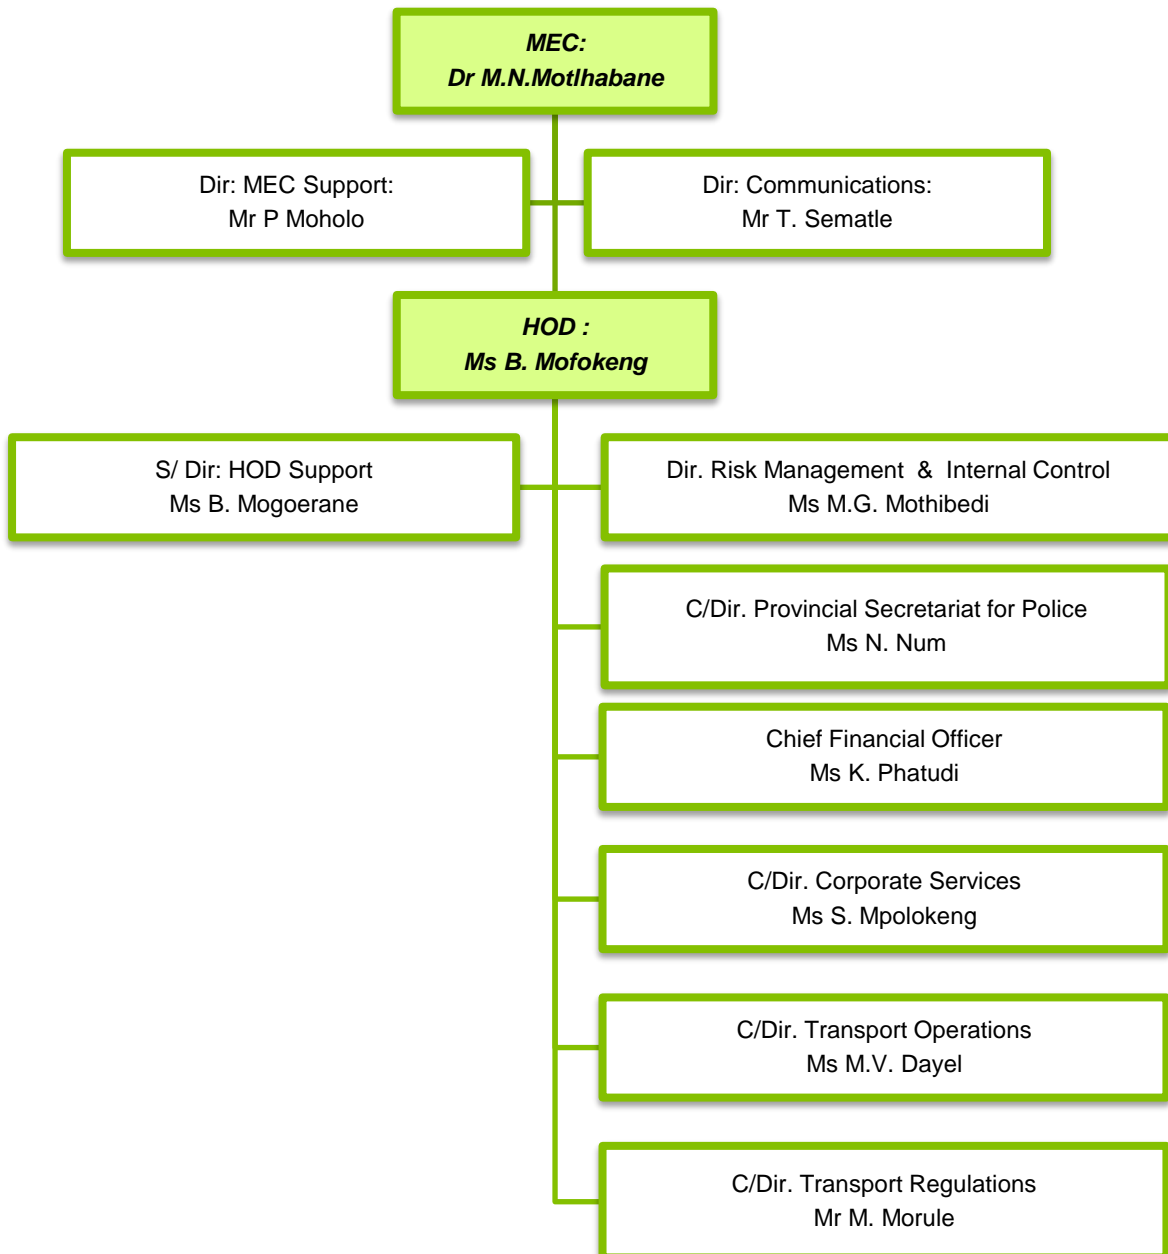 MEC:
Dr M.N.Motlhabane
Dir: MEC Support:
Mr P Moholo
Dir: Communications:
Mr T. Sematle
HOD :
Ms B. Mofokeng
S/ Dir: HOD Support
Ms B. Mogoerane
Dir. Risk Management & Internal Control
Ms M.G. Mothibedi
C/Dir. Provincial Secretariat for Police
Ms N. Num
Chief Financial Officer
Ms K. Phatudi
C/Dir. Corporate Services
Ms S. Mpolokeng
C/Dir. Transport Operations
Ms M.V. Dayel
C/Dir. Transport Regulations
Mr M. Morule